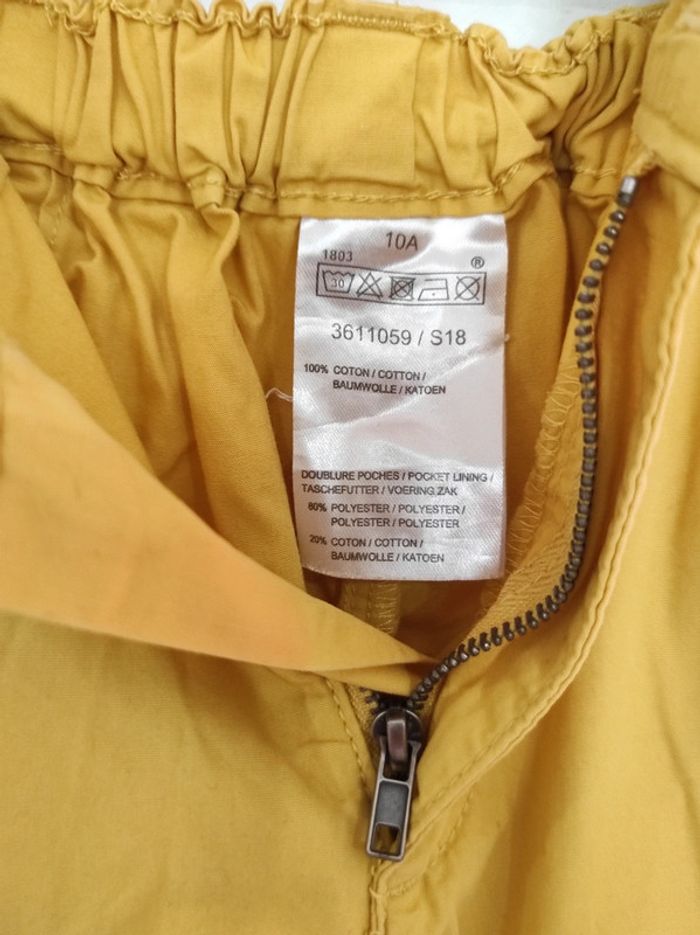 10A
1803
®
30
3611059 / S18
100% COTON / COTTON /
BAUMWOLLE / KATOEN
DOUBLURE POCHES / POCKET LINING /
TASCHEFUTTER / VOERING ZAK
80% POLYESTER / POLYESTER /
POLYESTER / POLYESTER
20% COTON / COTTON /
BAUMWOLLE / KATOEN